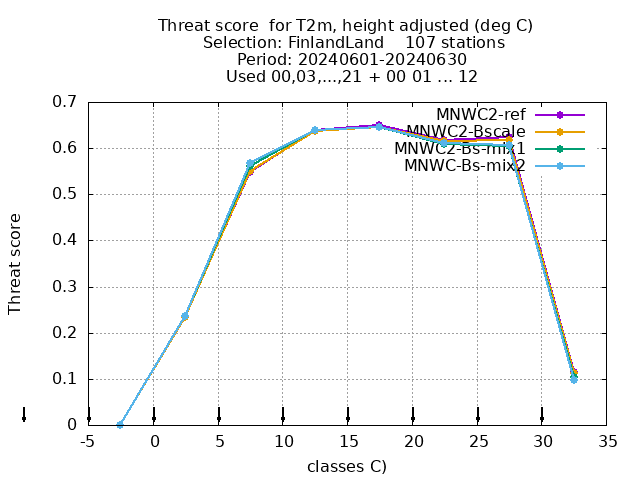 Threat score  for T2m, height adjusted (deg C)
Selection: FinlandLand    107 stations
Period: 20240601-20240630
Used 00,03,...,21 + 00 01 ... 12
MNWC2-ref
MNWC2-Bscale
MNWC2-Bs-mix1
MNWC-Bs-mix2
Threat score
0.7
0.6
0.5
0.4
0.3
0.2
0.1
0
-5 0 5 10 15 20 25 30 35
classes C)